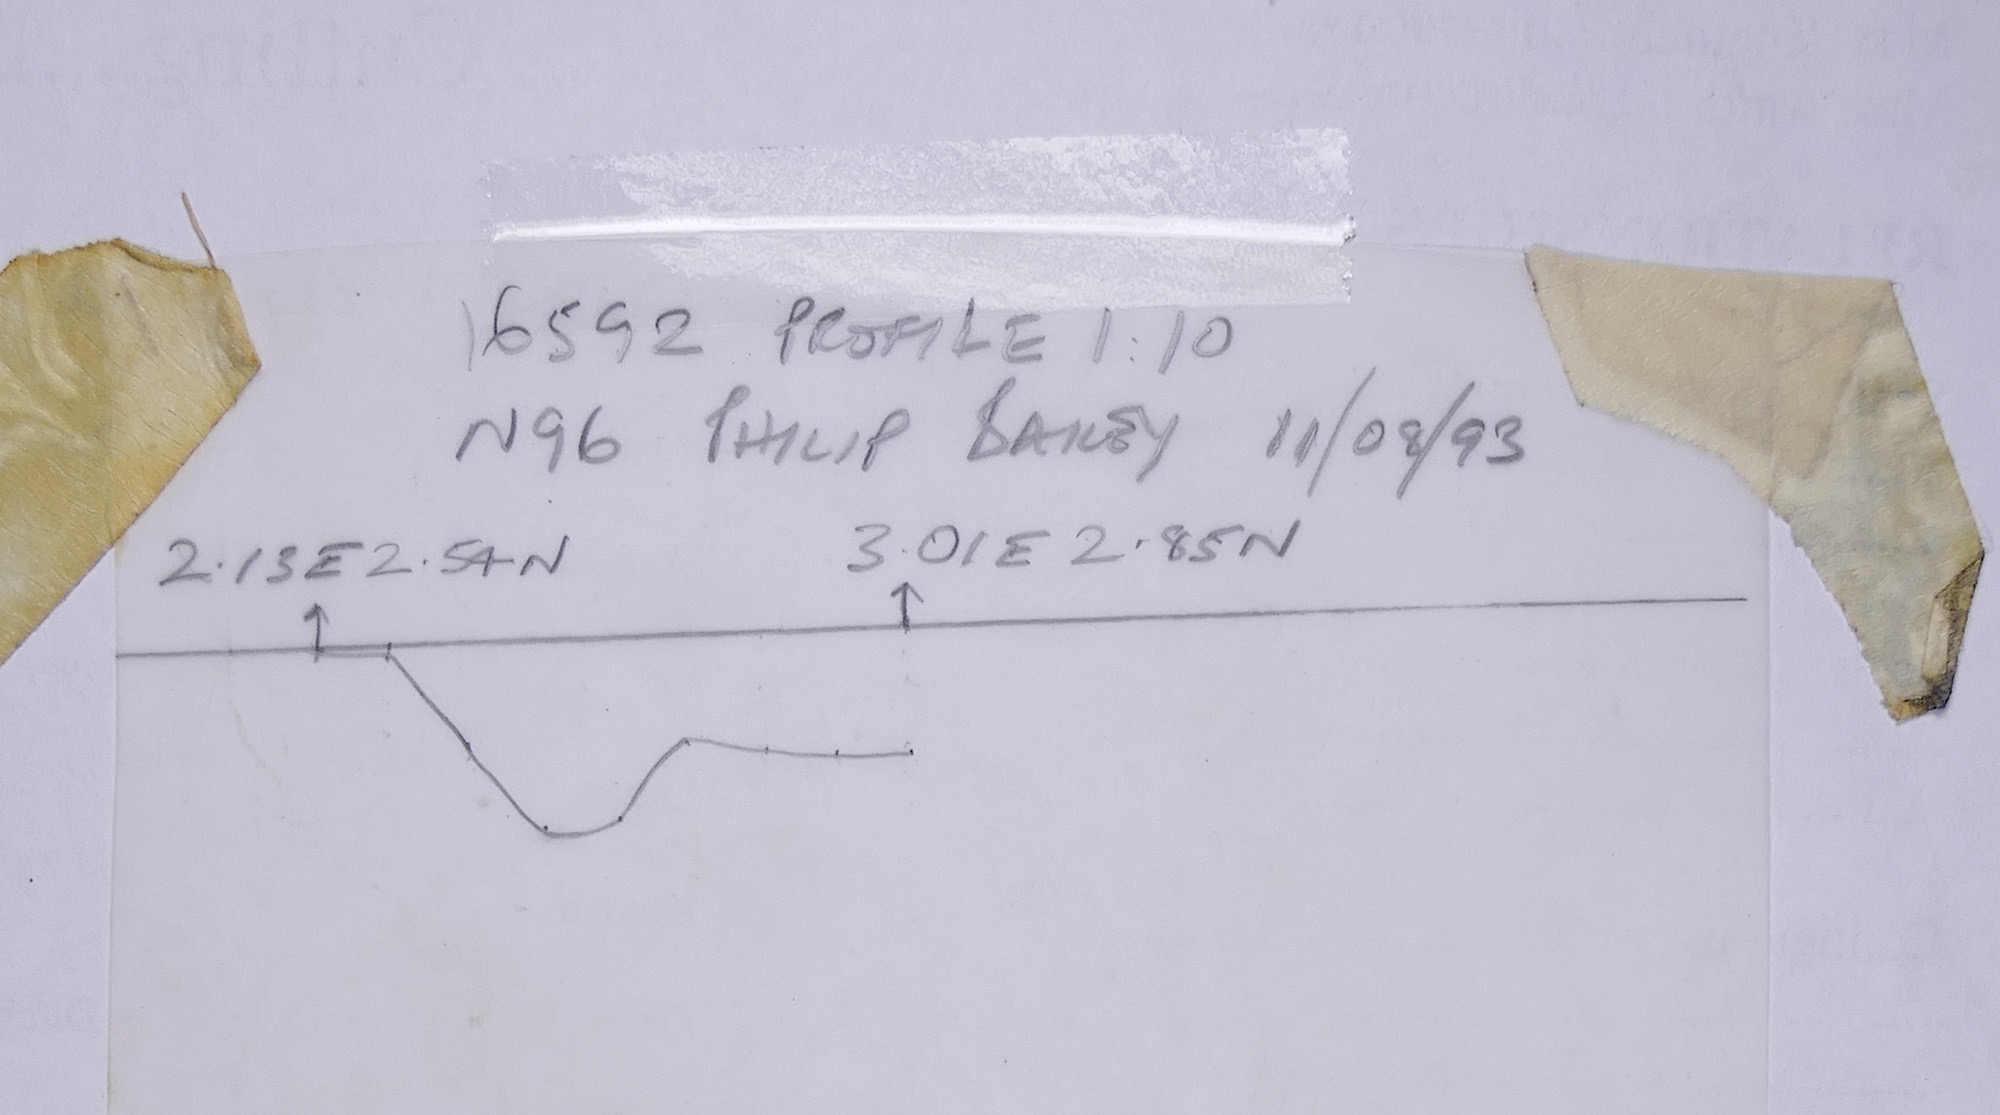 16592 PROFILE 1:10
N96 PHILIP BAILEY 11/08/93
2.13E 2.54N
3.01E 2.85N